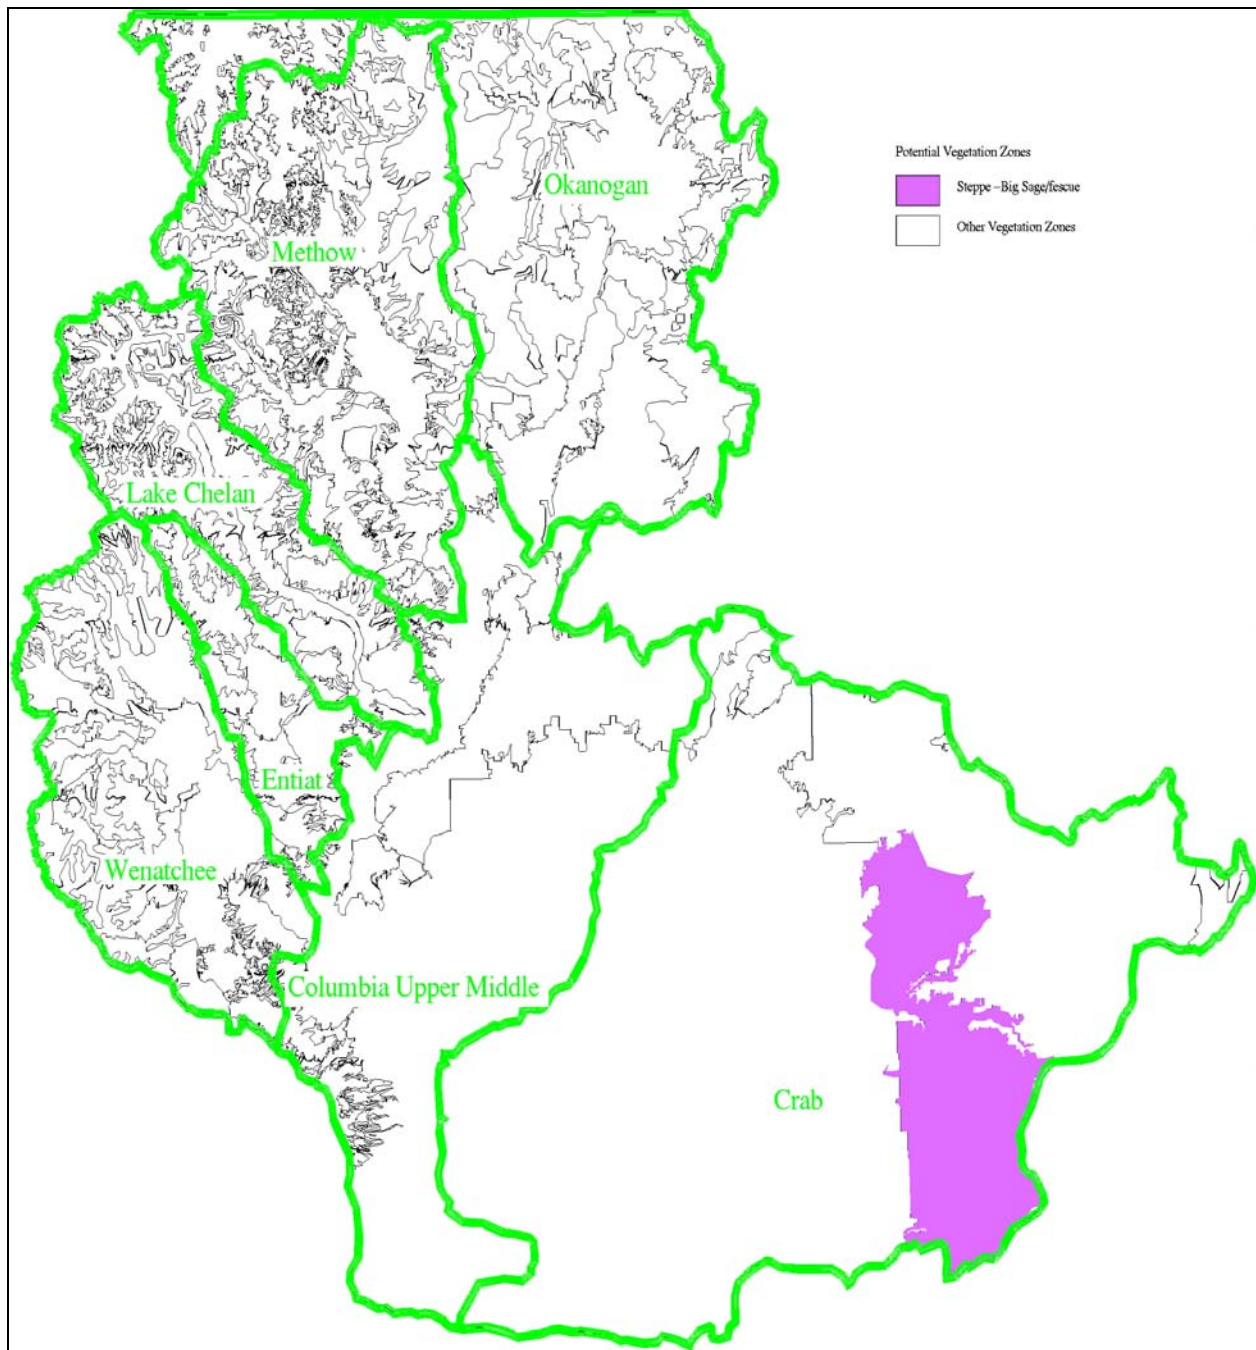 Potential Vegetation Zones
Steppe –Big Sage/fescue
Other Vegetation Zones
Okanogan
Methow
Lake Chelan
Entiat
Wenatchee
Columbia Upper Middle
Crab